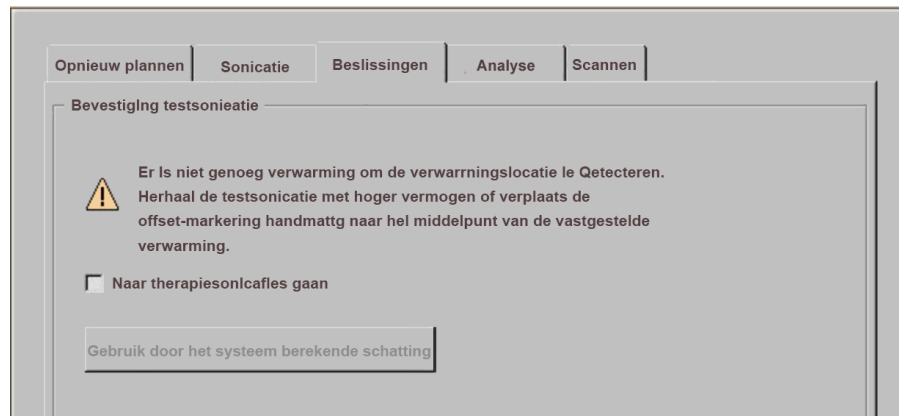 Opnieuw plannen
Sonicatie
Beslissingen
Analyse
Scannen
BevestigIng testsonieatie
Er Is niet genoeg verwarming om de verwarrningslocatie le Qetecteren.
Herhaal de testsonicatie met hoger vermogen of verplaats de
offset-markering handmattg naar hel middelpunt van de vastgestelde
verwarming.
Naar therapiesonlcafles gaan
Gebruik door het systeem berekende schatting